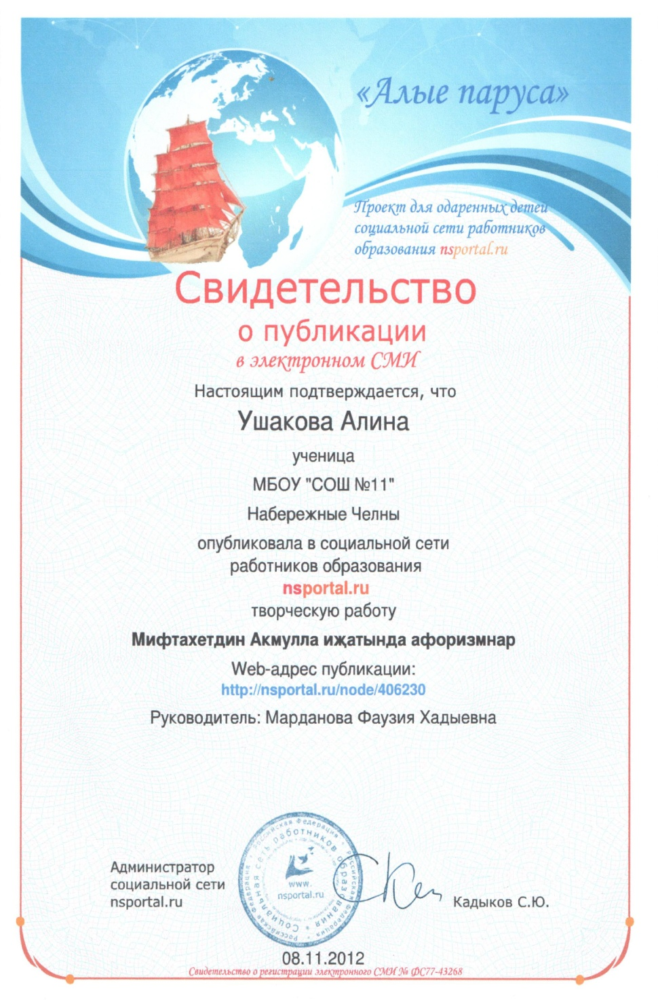 «Алые паруса»
Проект для одаренных детей
социальной сети работников
образования nsportal.ru
Свидетельство
о публикации
в электронном СМИ
Настоящим подтверждается, что
Ушакова Алина
ученица
МБОУ "СОШ №11"
Набережные Челны
опубликовала в социальной сети
работников образования
nsportal.ru
творческую работу
Мифтахетдин Акмулла иҗатында афоризмнар
Web-адрес публикации:
http://nsportal.ru/node/406230
Руководитель: Марданова Фаузия Хадыевна
Российская Федерация • Российская Федерация • Российская Федерация •
Социальная сеть работников образования •
www.
nsportal.ru
Администратор
социальной сети
nsportal.ru
Кадыков С.Ю.
08.11.2012
Свидетельство о регистрации электронного СМИ № ФС77-43268